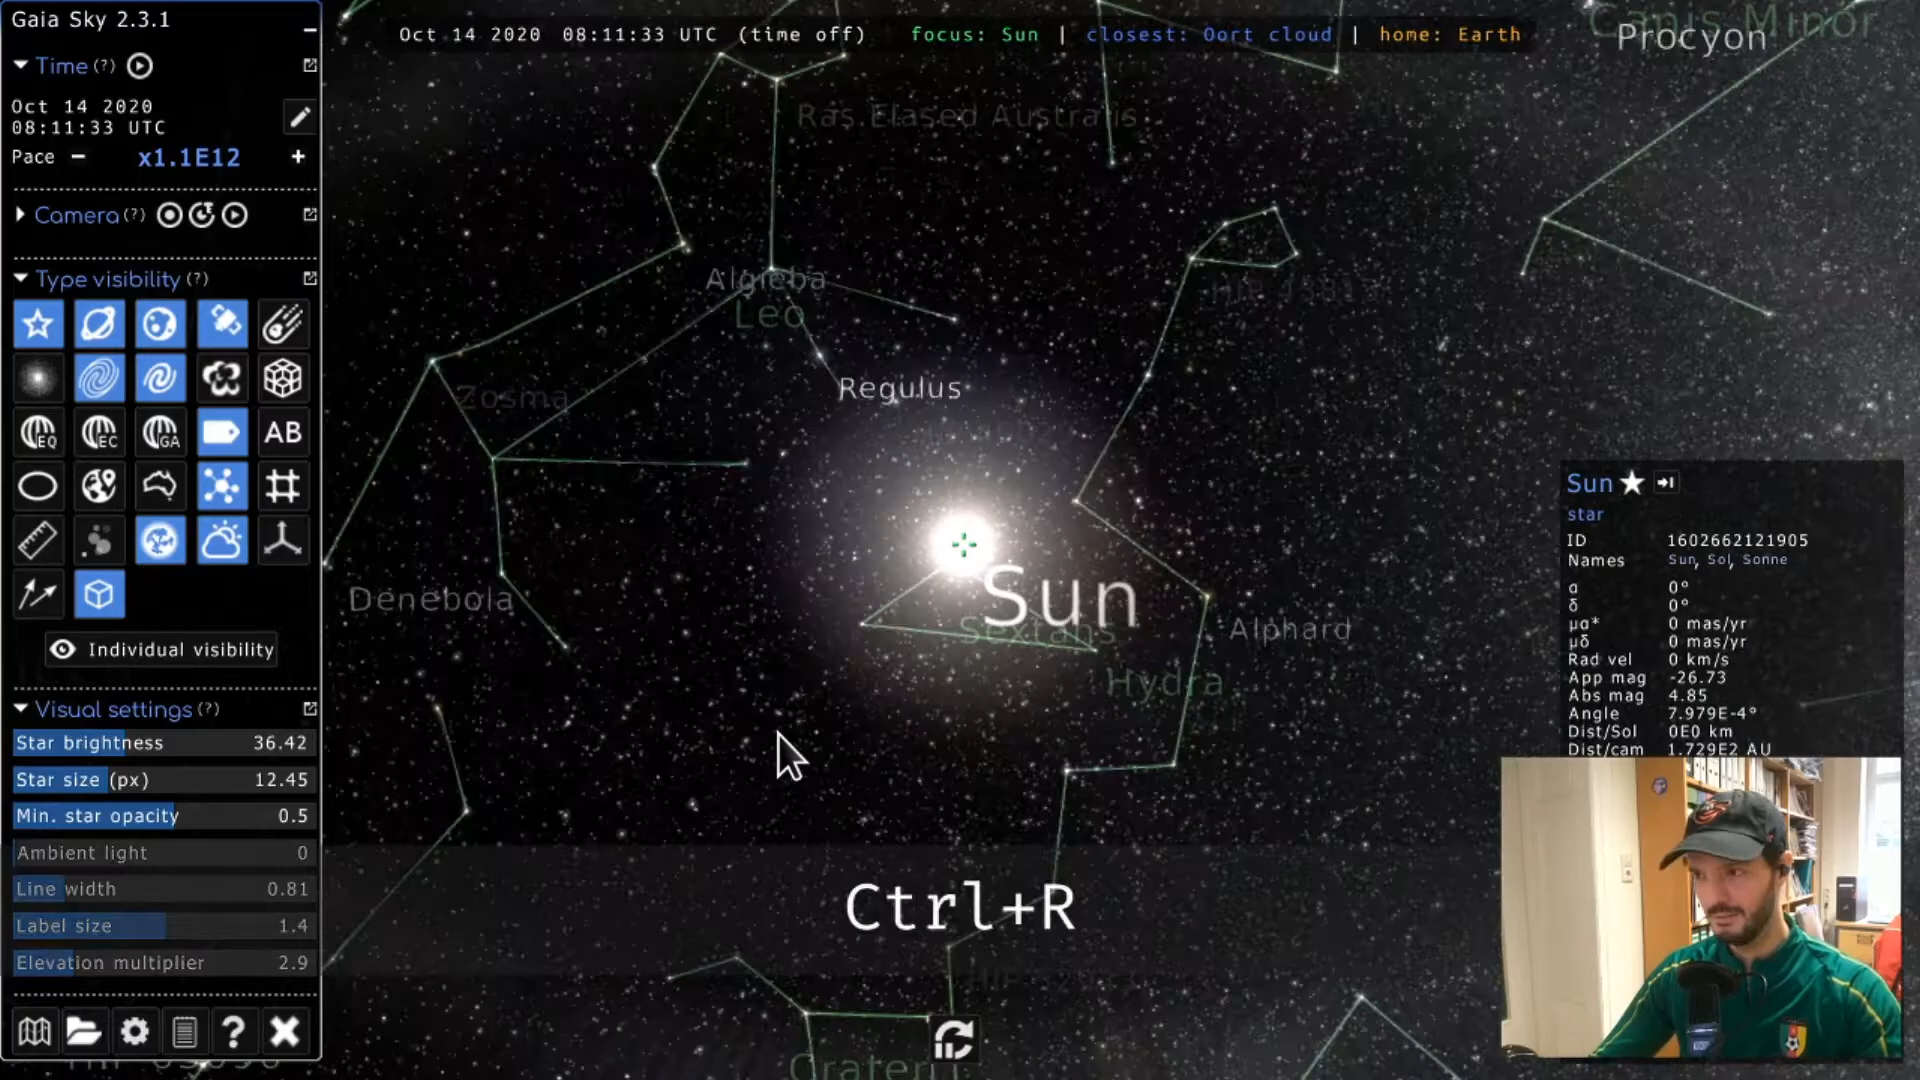 Gaia Sky 2.3.1
Time (?)
Oct 14 2020
08:11:33 UTC
Pace − x1.1E12 +
Camera (?)
Type visibility (?)
EQ EC GA AB
Individual visibility
Visual settings (?)
Star brightness 36.42
Star size (px) 12.45
Min. star opacity 0.5
Ambient light 0
Line width 0.81
Label size 1.4
Elevation multiplier 2.9
Oct 14 2020 08:11:33 UTC (time off) focus: Sun | closest: Oort cloud | home: Earth
Canis Minor
Procyon
Ras Elased Australis
Algieba
Leo
Regulus
Zosma
Denebola
Sun
Sextans
Alphard
Hydra
Ctrl+R
Crater
Sun
star
ID 1602662121905
Names Sun, Sol, Sonne
α 0°
δ 0°
μα* 0 mas/yr
μδ 0 mas/yr
Rad vel 0 km/s
App mag -26.73
Abs mag 4.85
Angle 7.979E-4°
Dist/Sol 0E0 km
Dist/cam 1.729E2 AU